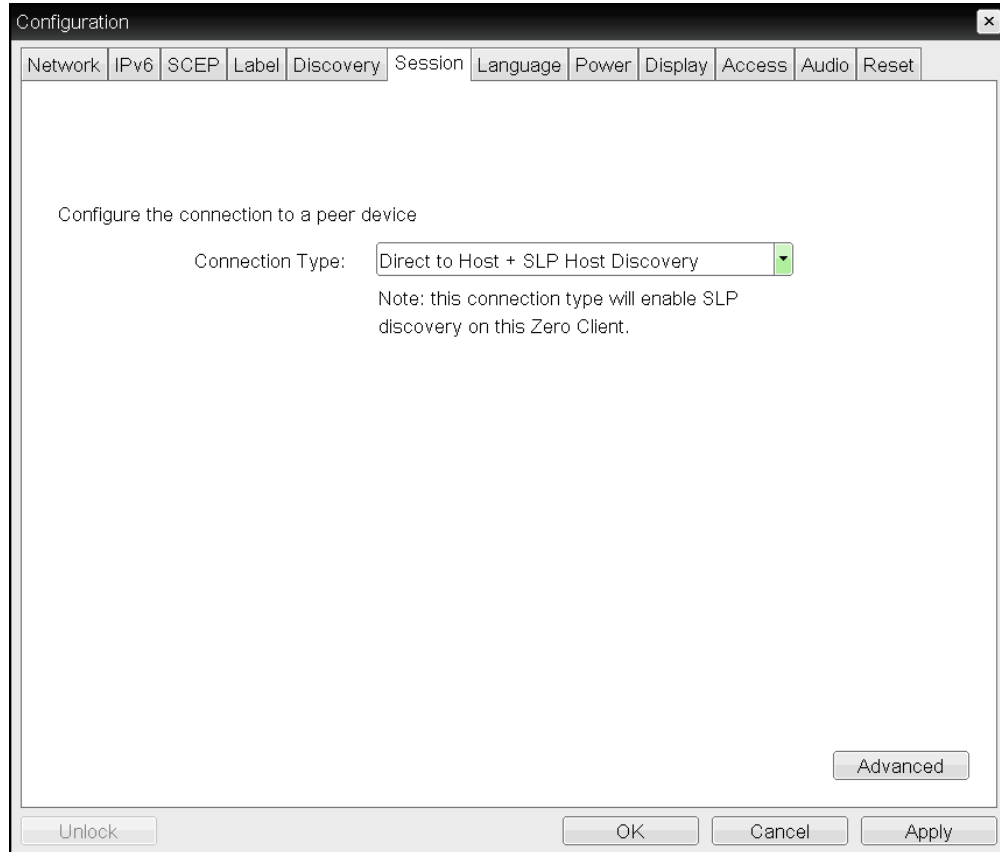 Configuration
Network IPv6 SCEP Label Discovery Session Language Power Display Access Audio Reset
Configure the connection to a peer device
Connection Type: Direct to Host + SLP Host Discovery
Note: this connection type will enable SLP
discovery on this Zero Client.
Advanced
Unlock OK Cancel Apply